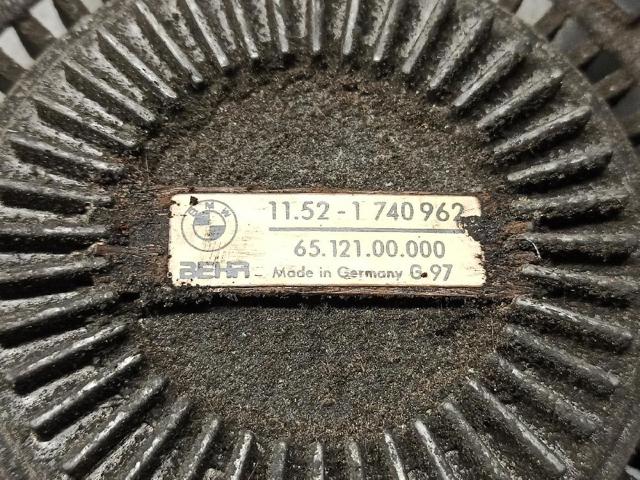 BMW
11.52 - 1 740 962
65.121.00.000
BEHR Made in Germany G 97